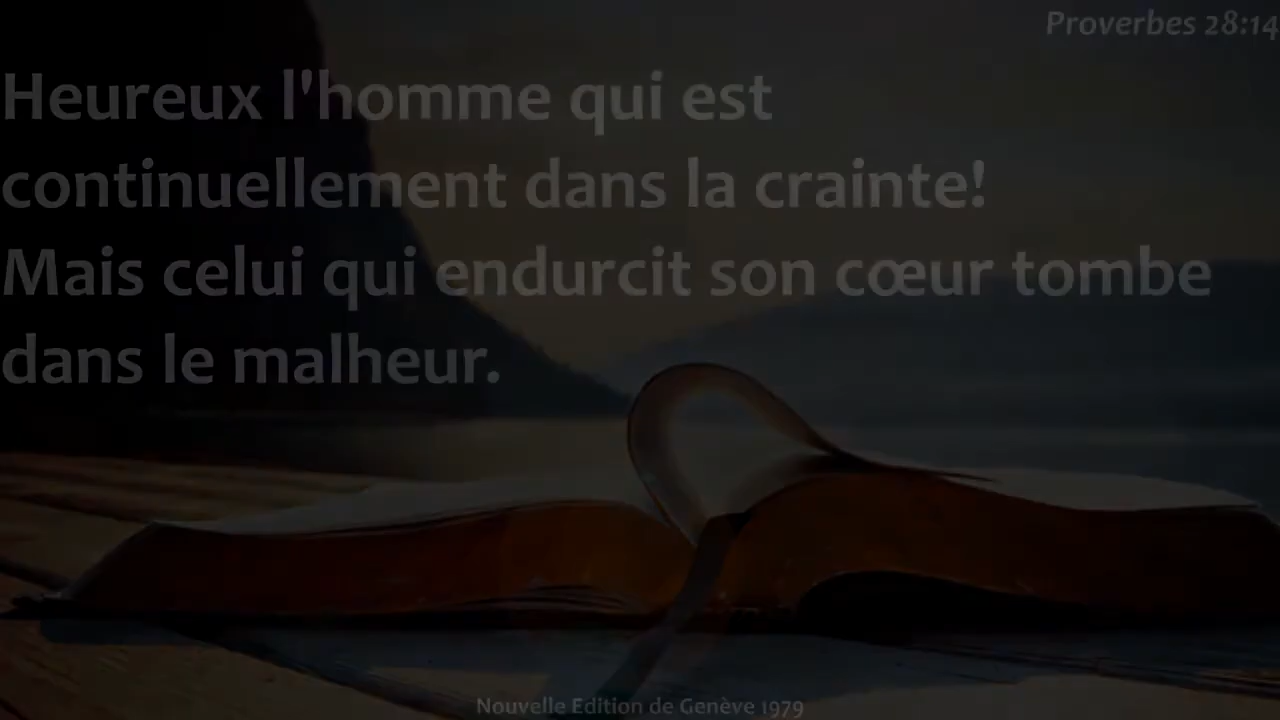 Proverbes 28:14
Heureux l'homme qui est
continuellement dans la crainte!
Mais celui qui endurcit son cœur tombe
dans le malheur.
Nouvelle Edition de Genève 1979